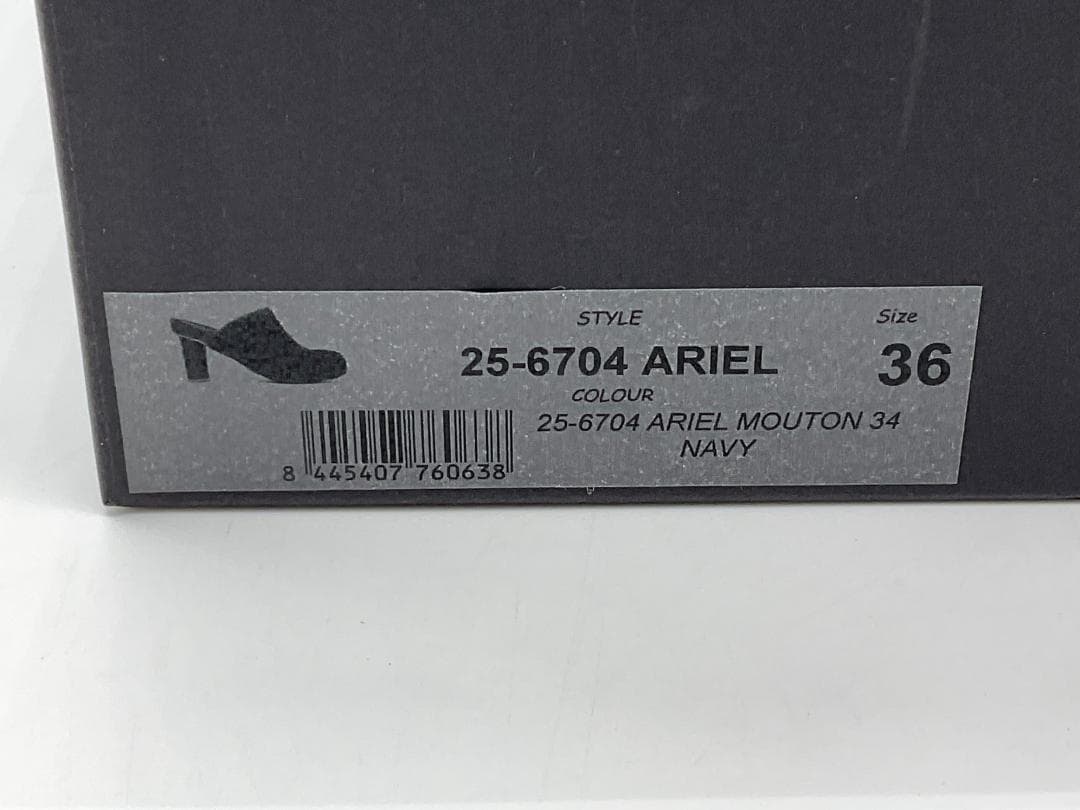 STYLE
Size
25-6704 ARIEL
36
COLOUR
25-6704 ARIEL MOUTON 34
NAVY
8 445407 760638